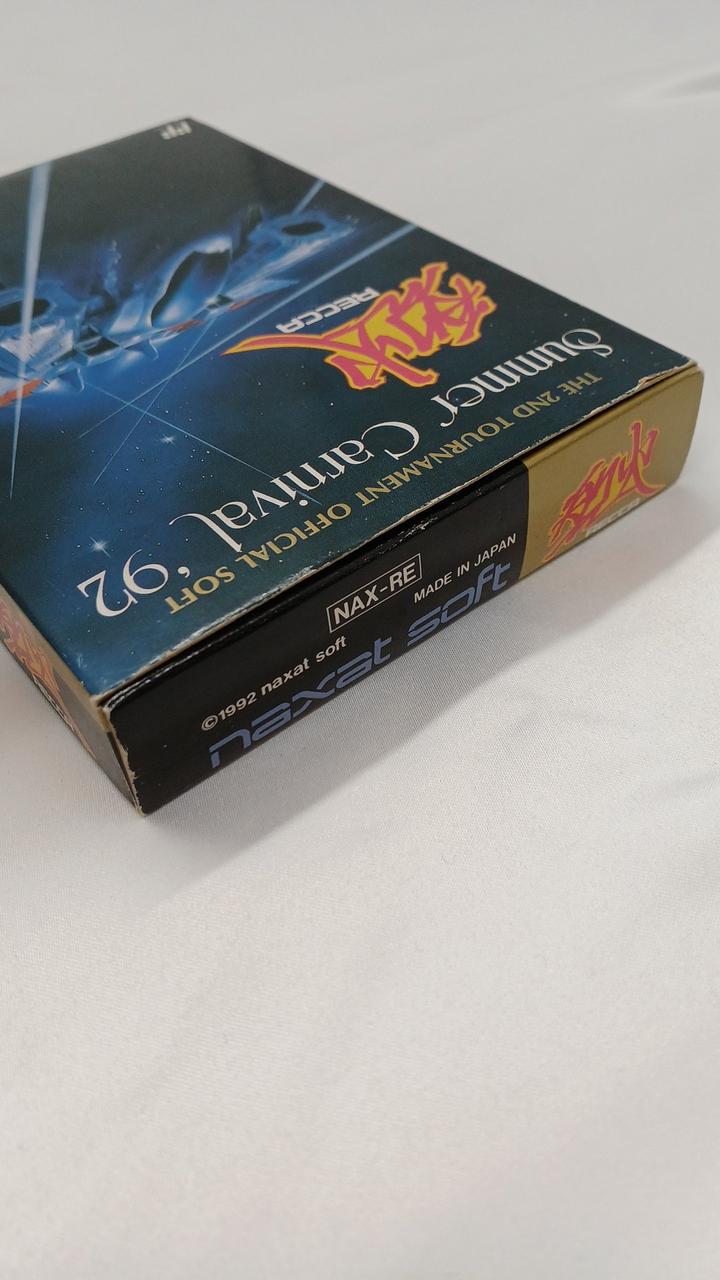 THE 2ND TOURNAMENT OFFICIAL SOFT
Summer Carnival '92
烈火
RECCA
NAX-RE
MADE IN JAPAN
©1992 naxat soft
naxat soft
烈火
RECCA